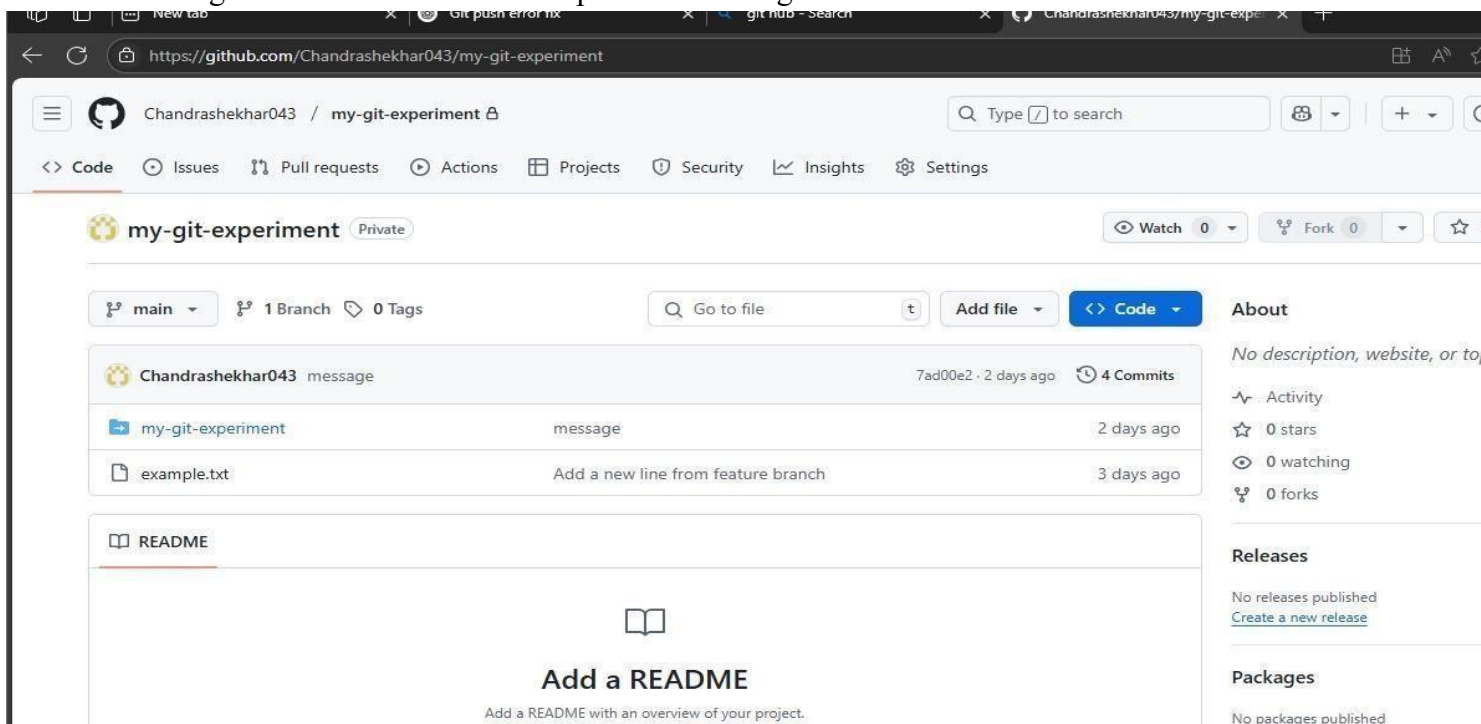 New tab
Git push error fix
git hub - Search
Chandrashekhar043/my-git-expe
https://github.com/Chandrashekhar043/my-git-experiment
Chandrashekhar043 / my-git-experiment
Type / to search
Code Issues Pull requests Actions Projects Security Insights Settings
my-git-experiment Private
Watch 0 Fork 0
main 1 Branch 0 Tags
Go to file t Add file Code
About
No description, website, or
Chandrashekhar043 message 7ad00e2 · 2 days ago 4 Commits
Activity
my-git-experiment message 2 days ago
0 stars
0 watching
example.txt Add a new line from feature branch 3 days ago
0 forks
README
Releases
No releases published
Create a new release
Add a README
Packages
Add a README with an overview of your project.
No packages published